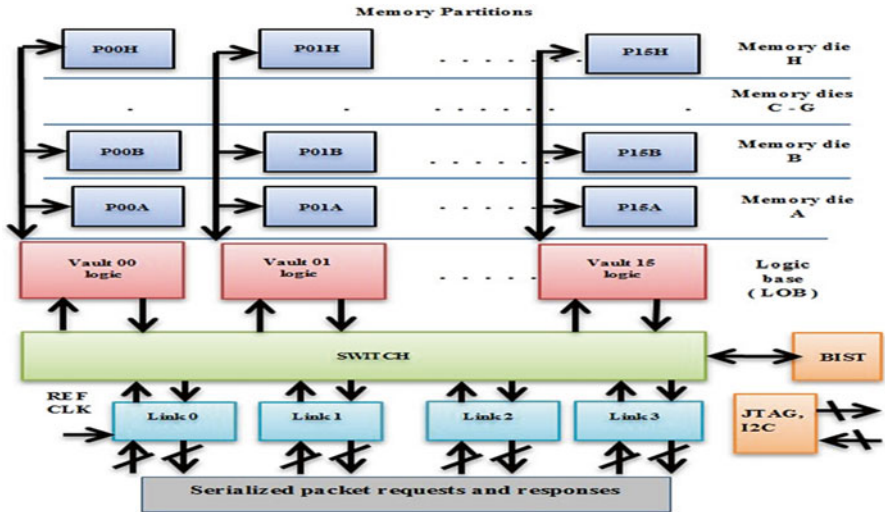 Memory Partitions
P00H
P01H
P15H
Memory die
H
Memory dies
C - G
P00B
P01B
P15B
Memory die
B
P00A
P01A
P15A
Memory die
A
Vault 00
logic
Vault 01
logic
Vault 15
logic
Logic
base
( LOB )
SWITCH
BIST
REF
CLK
Link 0
Link 1
Link 2
Link 3
JTAG,
I2C
Serialized packet requests and responses